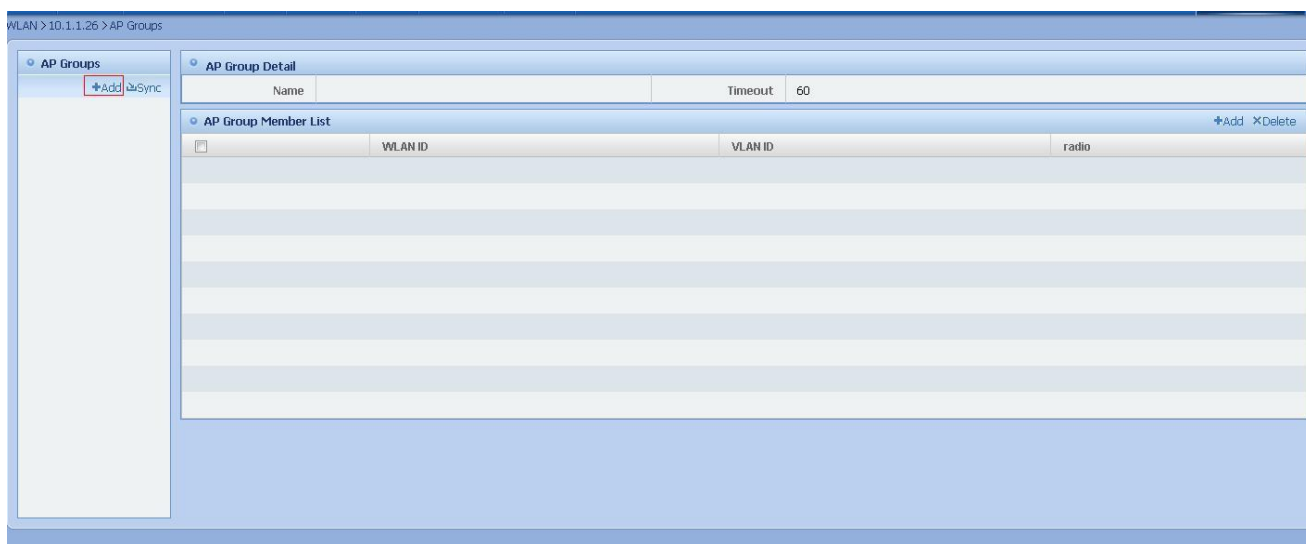 WLAN > 10.1.1.26 > AP Groups
AP Groups
Add Sync
AP Group Detail
Name Timeout 60
AP Group Member List Add Delete
WLAN ID VLAN ID radio